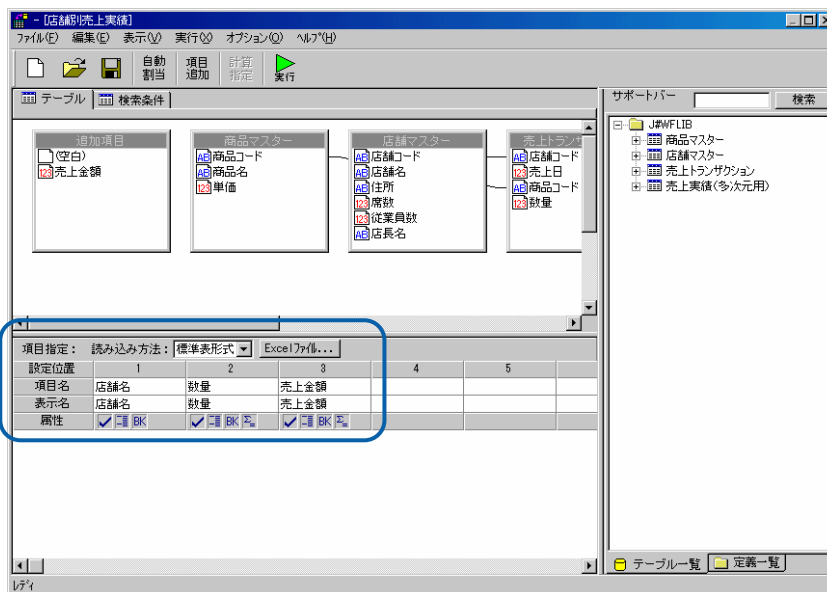 - [店舗別売上実績]
ファイル(F) 編集(E) 表示(V) 実行(X) オプション(O) ヘルプ(H)
自動割当 項目追加 計算指定 実行
テーブル 検索条件
サポートバー 検索
追加項目
(空白)
売上金額
商品マスター
商品コード
商品名
単価
店舗マスター
店舗コード
店舗名
住所
席数
従業員数
店長名
売上トランザ
店舗コード
売上日
商品コード
数量
J#WFLIB
商品マスター
店舗マスター
売上トランザクション
売上実績(多次元用)
項目指定： 読み込み方法： 標準表形式 Excelファイル...
設定位置 1 2 3 4 5
項目名 店舗名 数量 売上金額
表示名 店舗名 数量 売上金額
属性 BK BK Σ BK Σ
テーブル一覧 定義一覧
レディ